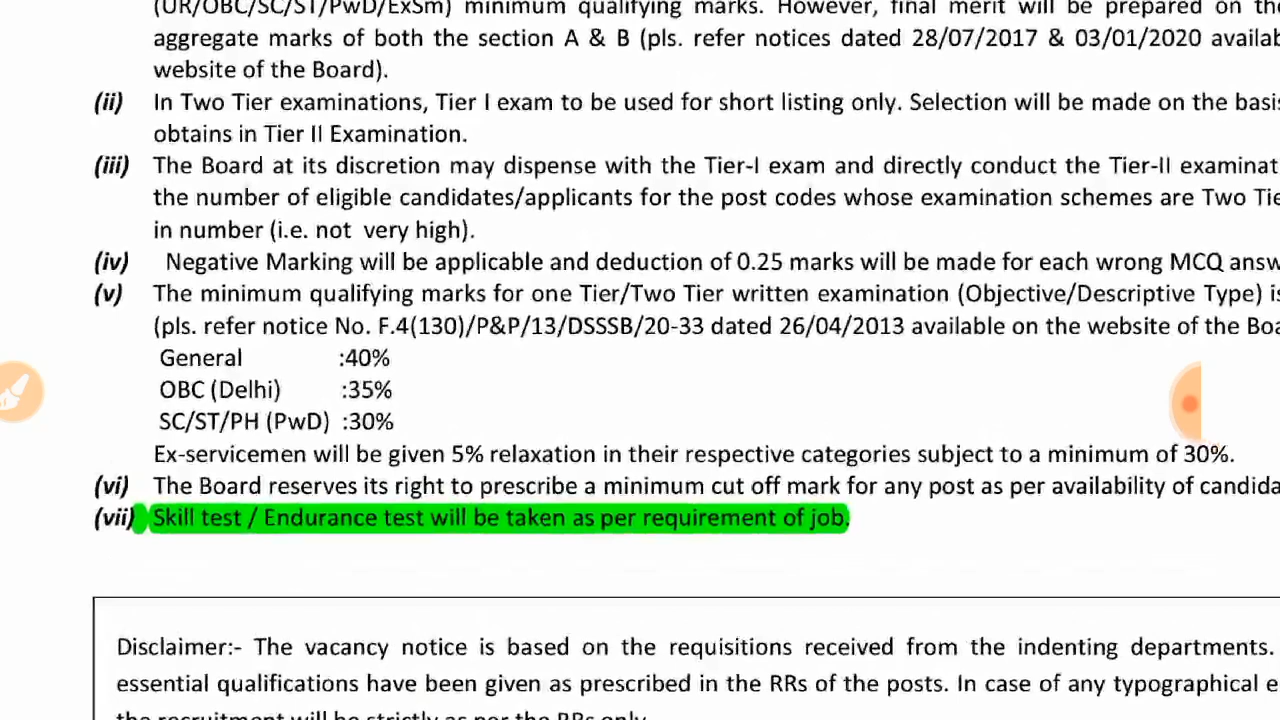 (UR/OBC/SC/ST/PwD/ExSm) minimum qualifying marks. However, final merit will be prepared on the
aggregate marks of both the section A & B (pls. refer notices dated 28/07/2017 & 03/01/2020 availab
website of the Board).
(ii) In Two Tier examinations, Tier I exam to be used for short listing only. Selection will be made on the basis
obtains in Tier II Examination.
(iii) The Board at its discretion may dispense with the Tier-I exam and directly conduct the Tier-II examinat
the number of eligible candidates/applicants for the post codes whose examination schemes are Two Tie
in number (i.e. not very high).
(iv) Negative Marking will be applicable and deduction of 0.25 marks will be made for each wrong MCQ answ
(v) The minimum qualifying marks for one Tier/Two Tier written examination (Objective/Descriptive Type) is
(pls. refer notice No. F.4(130)/P&P/13/DSSSB/20-33 dated 26/04/2013 available on the website of the Boa
General :40%
OBC (Delhi) :35%
SC/ST/PH (PwD) :30%
Ex-servicemen will be given 5% relaxation in their respective categories subject to a minimum of 30%.
(vi) The Board reserves its right to prescribe a minimum cut off mark for any post as per availability of candida
(vii) Skill test / Endurance test will be taken as per requirement of job.
Disclaimer:- The vacancy notice is based on the requisitions received from the indenting departments.
essential qualifications have been given as prescribed in the RRs of the posts. In case of any typographical e
the recruitment will be strictly as per the RRs only.